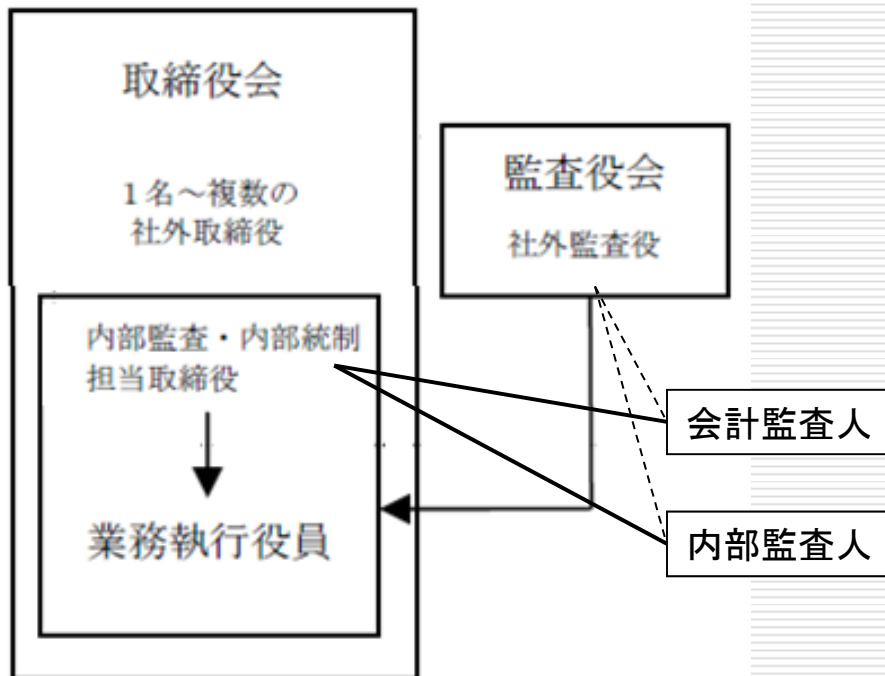 取締役会
1名～複数の
社外取締役
監査役会
社外監査役
内部監査・内部統制
担当取締役
業務執行役員
会計監査人
内部監査人